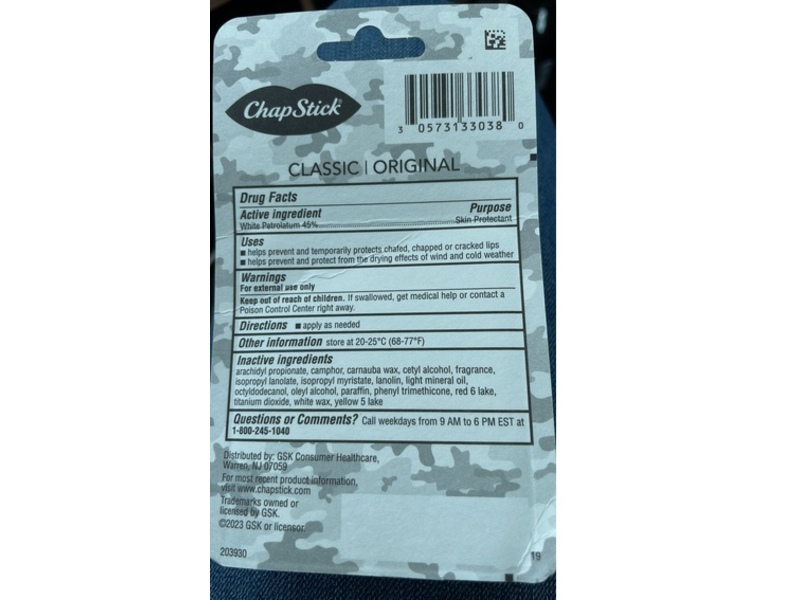 ChapStick®
3 0573133038 0
CLASSIC | ORIGINAL
Drug Facts
Active ingredient Purpose
White Petrolatum 45%......Skin Protectant
Uses
■ helps prevent and temporarily protects chafed, chapped or cracked lips
■ helps prevent and protect from the drying effects of wind and cold weather
Warnings
For external use only
Keep out of reach of children. If swallowed, get medical help or contact a
Poison Control Center right away.
Directions ■ apply as needed
Other information store at 20-25°C (68-77°F)
Inactive ingredients
arachidyl propionate, camphor, carnauba wax, cetyl alcohol, fragrance,
isopropyl lanolate, isopropyl myristate, lanolin, light mineral oil,
octyldodecanol, oleyl alcohol, paraffin, phenyl trimethicone, red 6 lake,
titanium dioxide, white wax, yellow 5 lake
Questions or Comments? Call weekdays from 9 AM to 6 PM EST at
1-800-245-1040
Distributed by: GSK Consumer Healthcare,
Warren, NJ 07059
For most recent product information,
visit www.chapstick.com
Trademarks owned or
licensed by GSK.
©2023 GSK or licensor.
203930
19